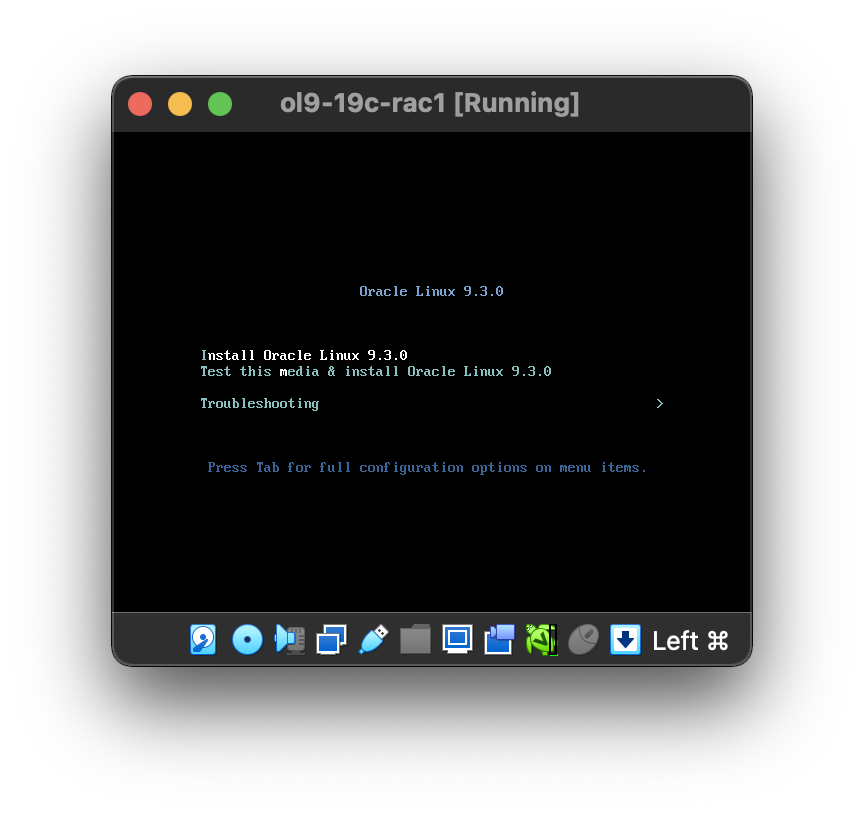 ol9-19c-rac1 [Running]
Oracle Linux 9.3.0
Install Oracle Linux 9.3.0
Test this media & install Oracle Linux 9.3.0
Troubleshooting >
Press Tab for full configuration options on menu items.
Left ⌘